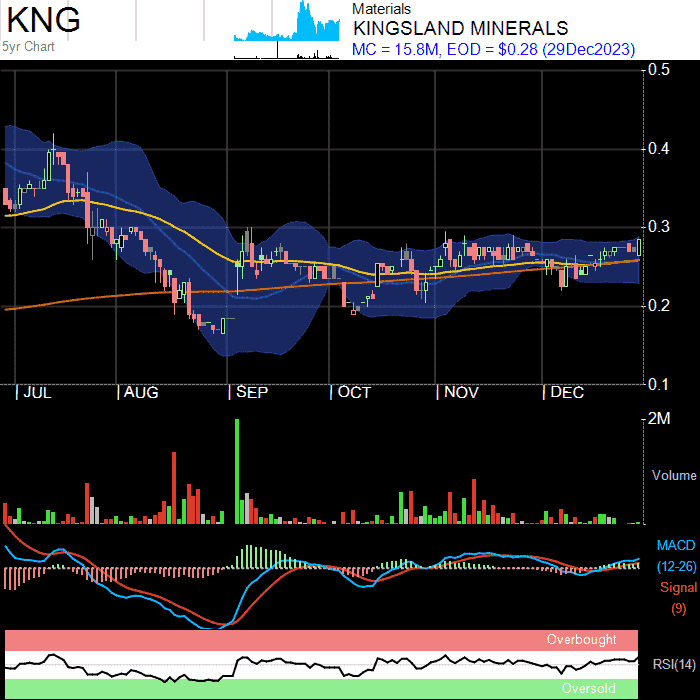 KNG
5yr Chart
Materials
KINGSLAND MINERALS
MC = 15.8M, EOD = $0.28 (29Dec2023)
0.5
0.4
0.3
0.2
0.1
JUL
AUG
SEP
OCT
NOV
DEC
2M
Volume
MACD
(12-26)
Signal
(9)
Overbought
RSI(14)
Oversold